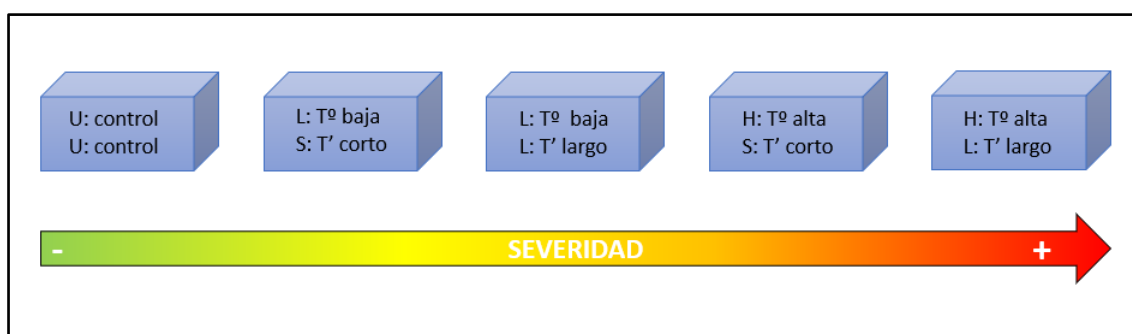 U: control
U: control
L: Tº baja
S: T’ corto
L: Tº  baja
L: T’ largo
H: Tº alta
S: T’ corto
H: Tº alta
L: T’ largo
- SEVERIDAD +